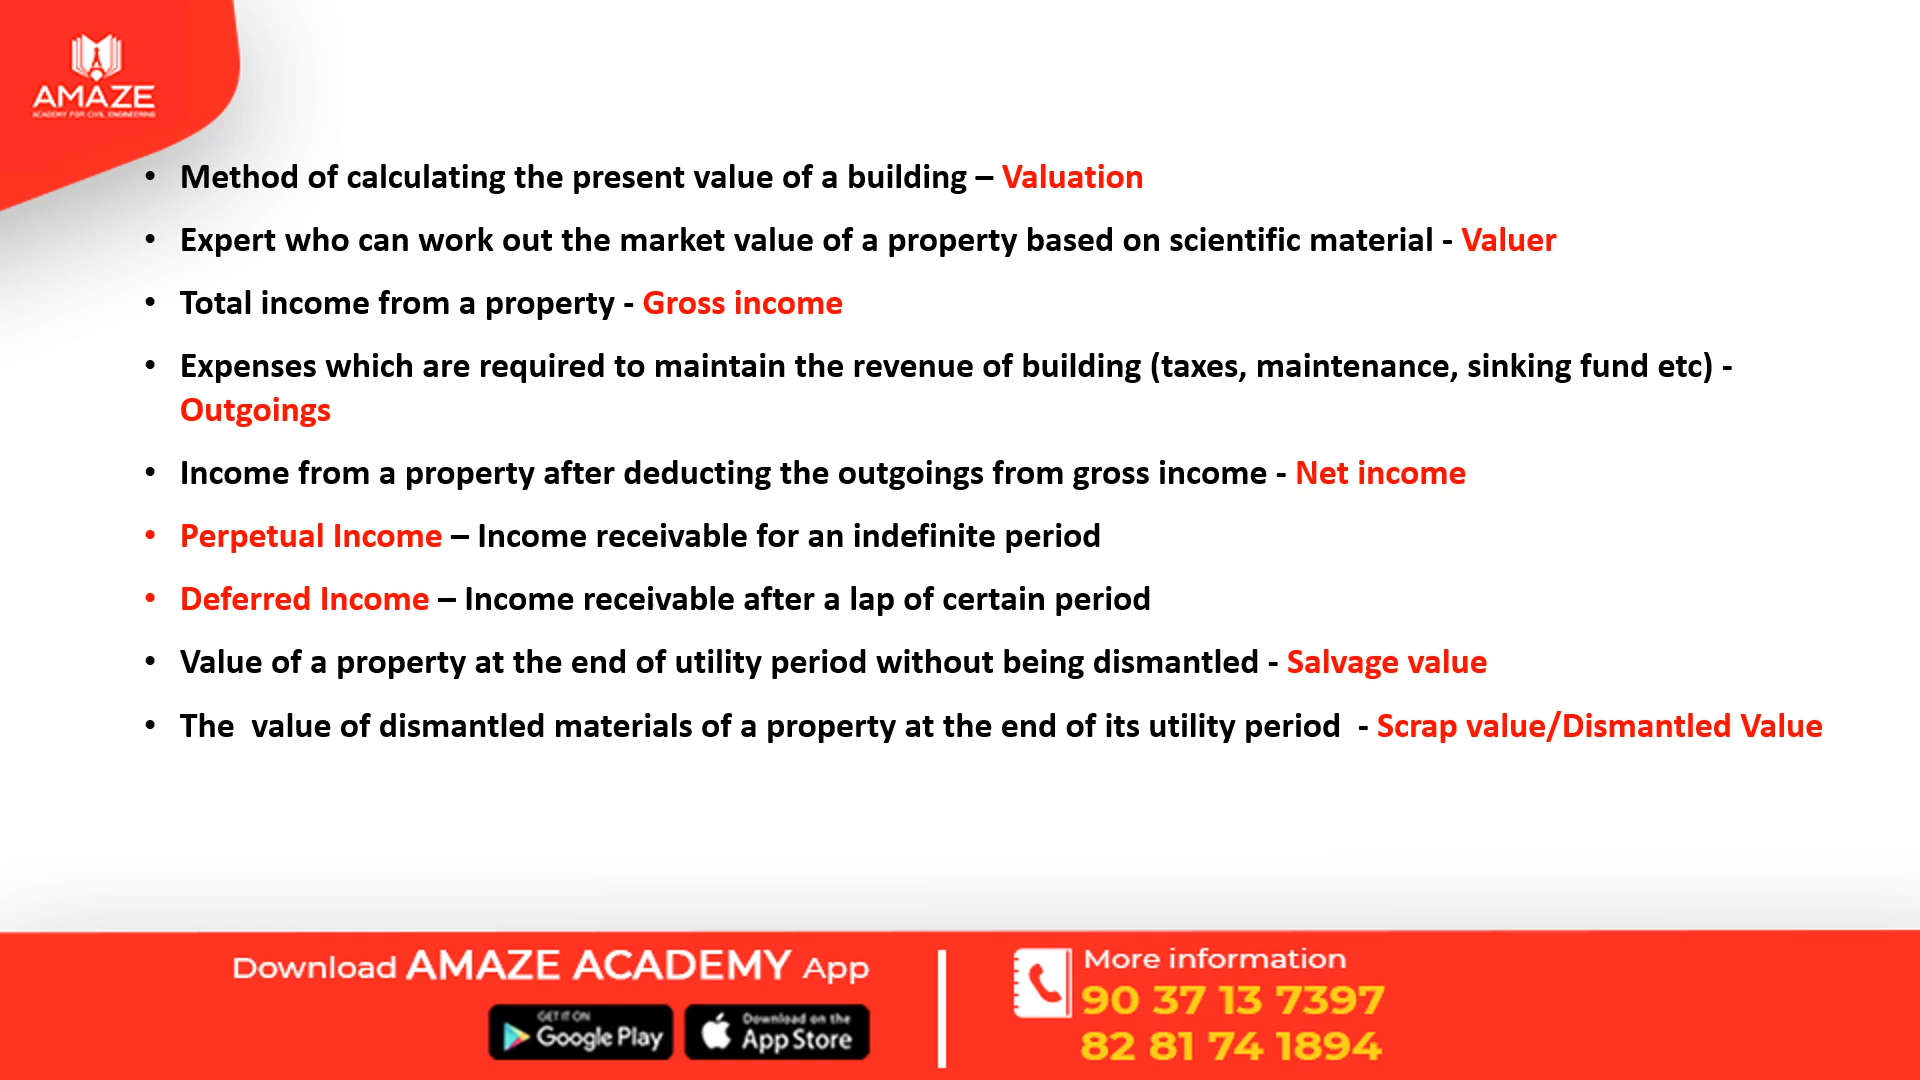 AMAZE
ACADEMY FOR CIVIL ENGINEERING
• Method of calculating the present value of a building – Valuation
• Expert who can work out the market value of a property based on scientific material - Valuer
• Total income from a property - Gross income
• Expenses which are required to maintain the revenue of building (taxes, maintenance, sinking fund etc) -
Outgoings
• Income from a property after deducting the outgoings from gross income - Net income
• Perpetual Income – Income receivable for an indefinite period
• Deferred Income – Income receivable after a lap of certain period
• Value of a property at the end of utility period without being dismantled - Salvage value
• The  value of dismantled materials of a property at the end of its utility period  - Scrap value/Dismantled Value
Download AMAZE ACADEMY App
GET IT ON
Google Play
Download on the
App Store
More information
90 37 13 7397
82 81 74 1894